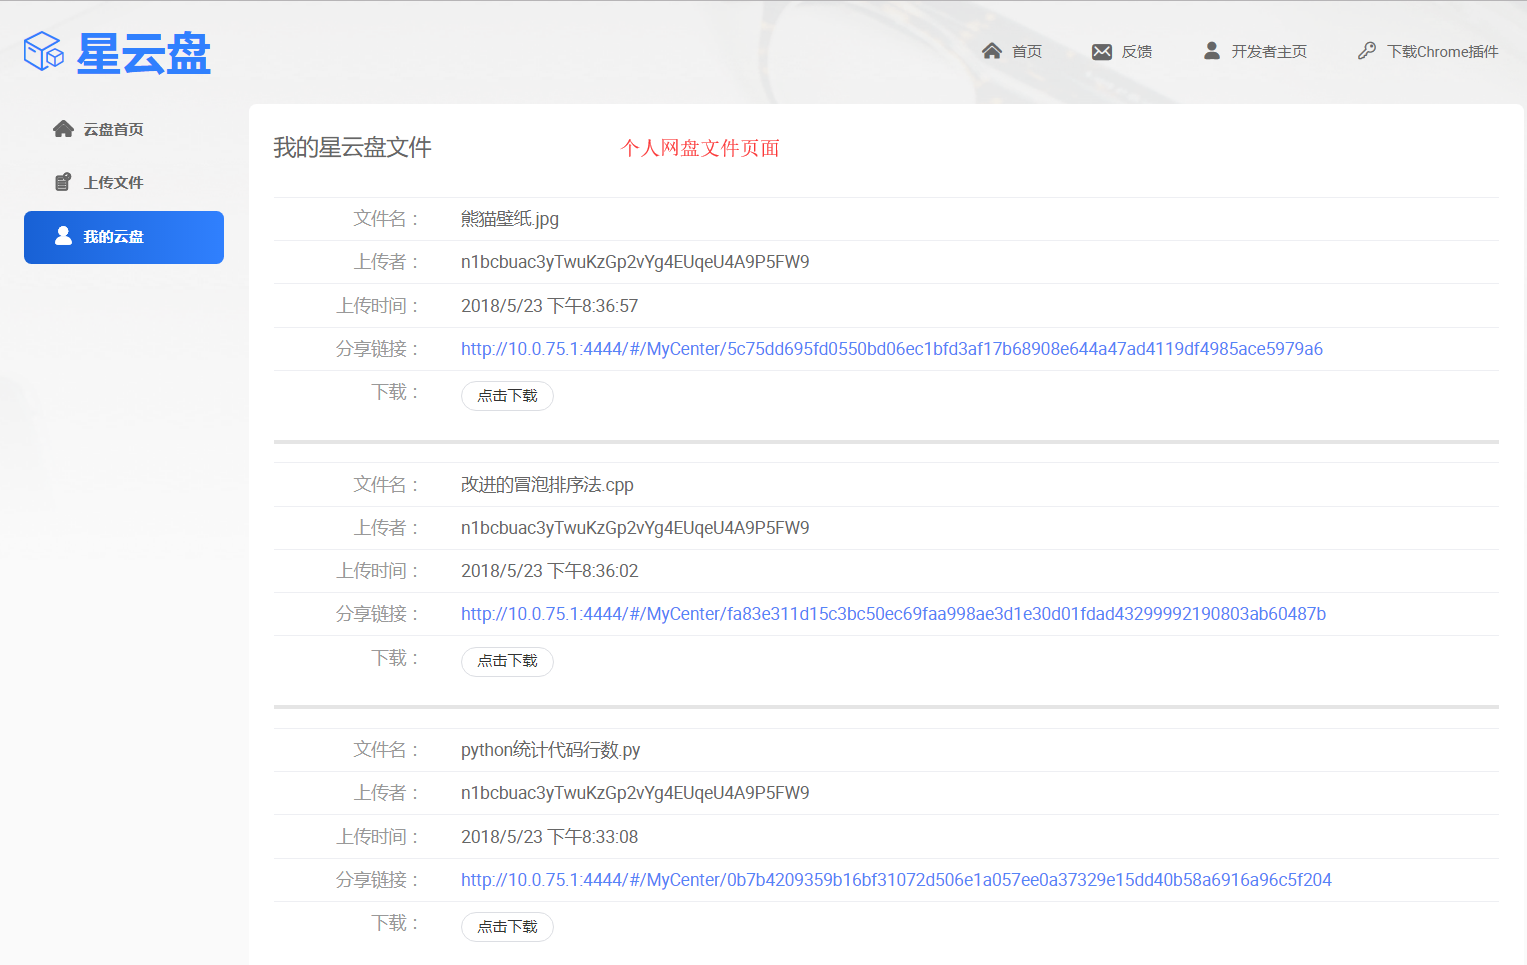 星云盘
首页 反馈 开发者主页 下载Chrome插件
云盘首页
上传文件
我的云盘
我的星云盘文件 个人网盘文件页面
文件名: 熊猫壁纸.jpg
上传者: n1bcbuac3yTwuKzGp2vYg4EUqeU4A9P5FW9
上传时间: 2018/5/23 下午8:36:57
分享链接: http://10.0.75.1:4444/#/MyCenter/5c75dd695fd0550bd06ec1bfd3af17b68908e644a47ad4119df4985ace5979a6
下载: 点击下载
文件名: 改进的冒泡排序法.cpp
上传者: n1bcbuac3yTwuKzGp2vYg4EUqeU4A9P5FW9
上传时间: 2018/5/23 下午8:36:02
分享链接: http://10.0.75.1:4444/#/MyCenter/fa83e311d15c3bc50ec69faa998ae3d1e30d01fdad43299992190803ab60487b
下载: 点击下载
文件名: python统计代码行数.py
上传者: n1bcbuac3yTwuKzGp2vYg4EUqeU4A9P5FW9
上传时间: 2018/5/23 下午8:33:08
分享链接: http://10.0.75.1:4444/#/MyCenter/0b7b4209359b16bf31072d506e1a057ee0a37329e15dd40b58a6916a96c5f204
下载: 点击下载